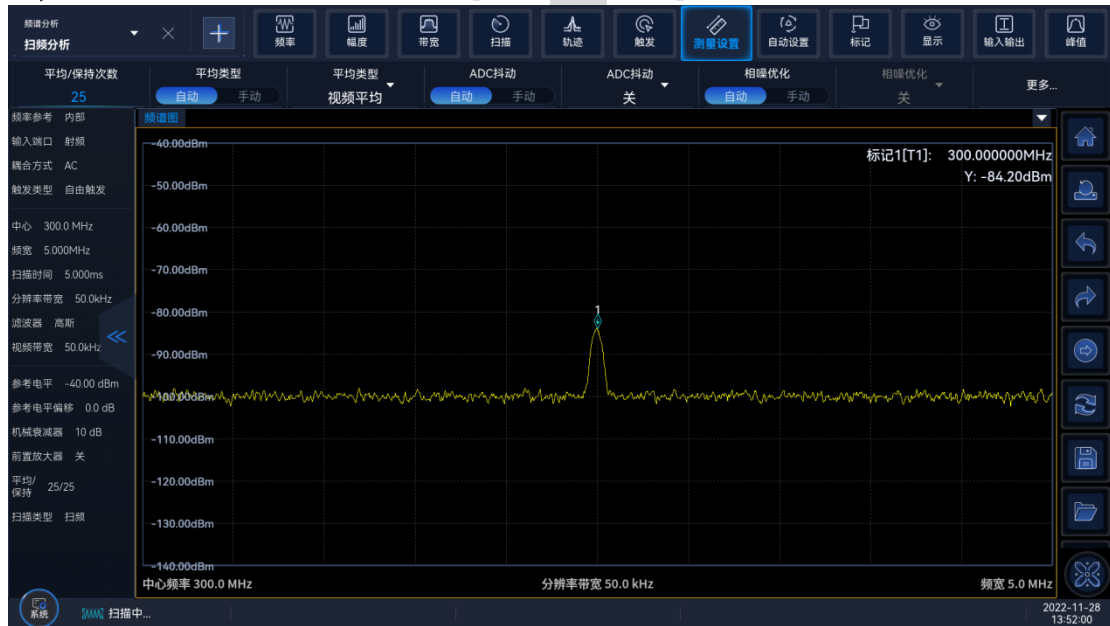 频谱分析
扫频分析
频率
幅度
带宽
扫描
轨迹
触发
测量设置
自动设置
标记
显示
输入输出
峰值
平均/保持次数
25
平均类型
自动 手动
平均类型
视频平均
ADC抖动
自动 手动
ADC抖动
关
相噪优化
自动 手动
相噪优化
关
更多...
频率参考 内部
输入端口 射频
耦合方式 AC
触发类型 自由触发
中心 300.0 MHz
频宽 5.000MHz
扫描时间 5.000ms
分辨率带宽 50.0kHz
滤波器 高斯
视频带宽 50.0kHz
参考电平 -40.00 dBm
参考电平偏移 0.0 dB
机械衰减器 10 dB
前置放大器 关
平均/
保持 25/25
扫描类型 扫频
频谱图
标记1[T1]: 300.000000MHz
Y: -84.20dBm
-40.00dBm
-50.00dBm
-60.00dBm
-70.00dBm
-80.00dBm
-90.00dBm
-100.00dBm
-110.00dBm
-120.00dBm
-130.00dBm
-140.00dBm
1
中心频率 300.0 MHz
分辨率带宽 50.0 kHz
频宽 5.0 MHz
系统
扫描中...
2022-11-28
13:52:00